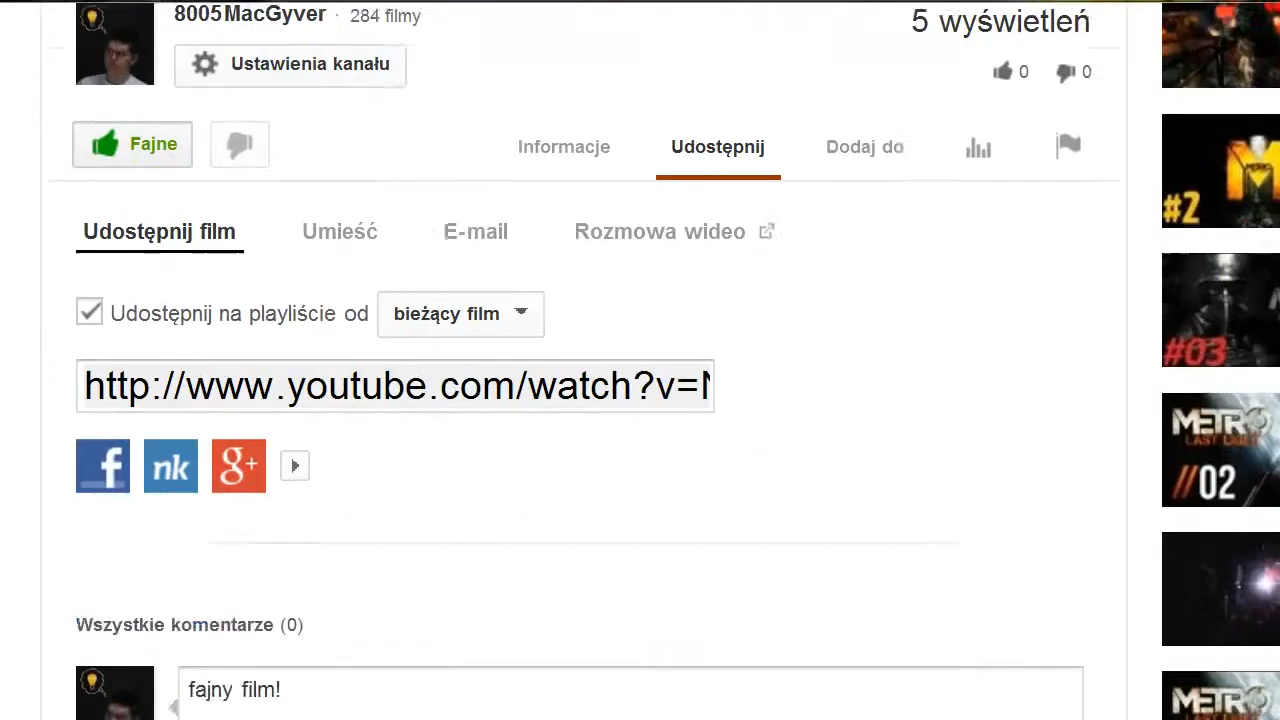 8005MacGyver · 284 filmy
5 wyświetleń
Ustawienia kanału
0 0
Fajne
Informacje Udostępnij Dodaj do
Udostępnij film Umieść E-mail Rozmowa wideo
Udostępnij na playliście od bieżący film
http://www.youtube.com/watch?v=N
f nk g+
Wszystkie komentarze (0)
fajny film!
#2
#03
METRO
LAST LIGHT
//02
METRO